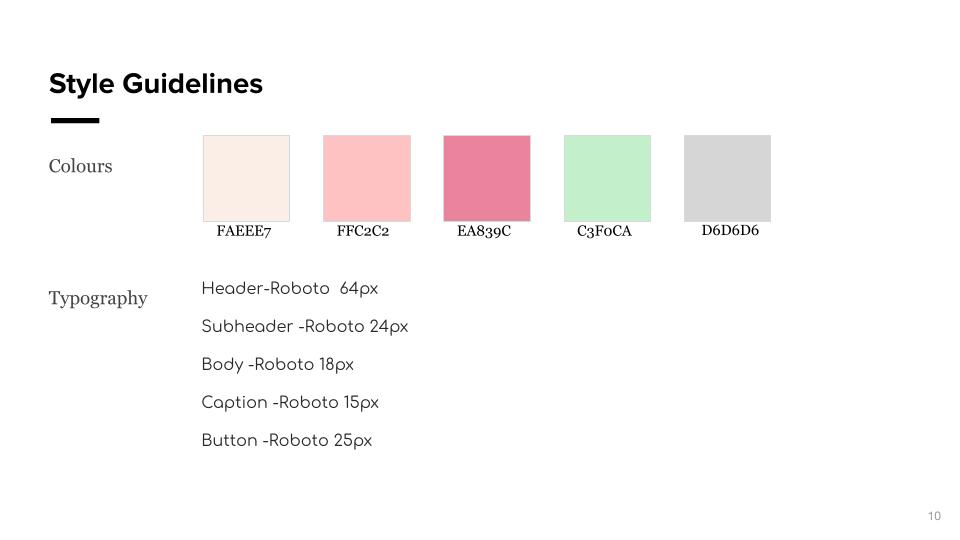 Style Guidelines
Colours
FAEEE7 FFC2C2 EA839C C3F0CA D6D6D6
Typography
Header-Roboto  64px
Subheader -Roboto 24px
Body -Roboto 18px
Caption -Roboto 15px
Button -Roboto 25px
10